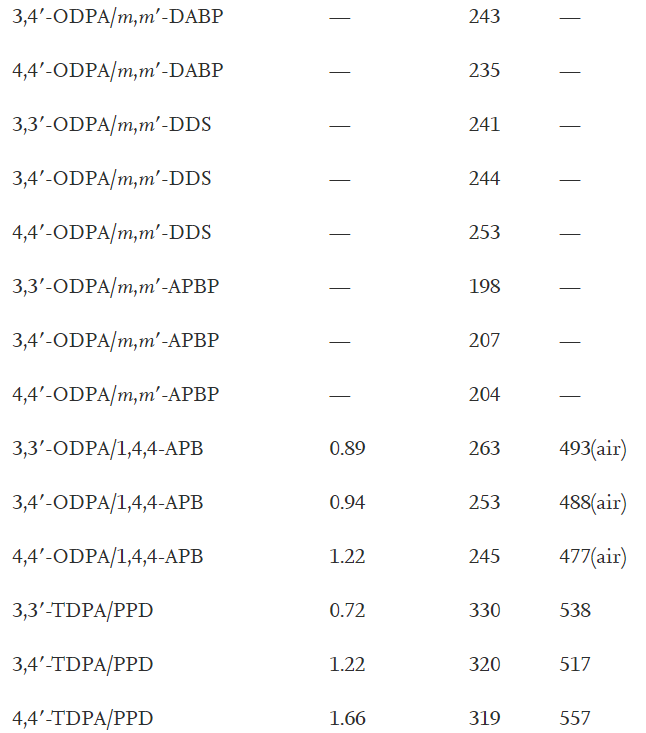 3,4′-ODPA/m,m′-DABP — 243 —
4,4′-ODPA/m,m′-DABP — 235 —
3,3′-ODPA/m,m′-DDS — 241 —
3,4′-ODPA/m,m′-DDS — 244 —
4,4′-ODPA/m,m′-DDS — 253 —
3,3′-ODPA/m,m′-APBP — 198 —
3,4′-ODPA/m,m′-APBP — 207 —
4,4′-ODPA/m,m′-APBP — 204 —
3,3′-ODPA/1,4,4-APB 0.89 263 493(air)
3,4′-ODPA/1,4,4-APB 0.94 253 488(air)
4,4′-ODPA/1,4,4-APB 1.22 245 477(air)
3,3′-TDPA/PPD 0.72 330 538
3,4′-TDPA/PPD 1.22 320 517
4,4′-TDPA/PPD 1.66 319 557